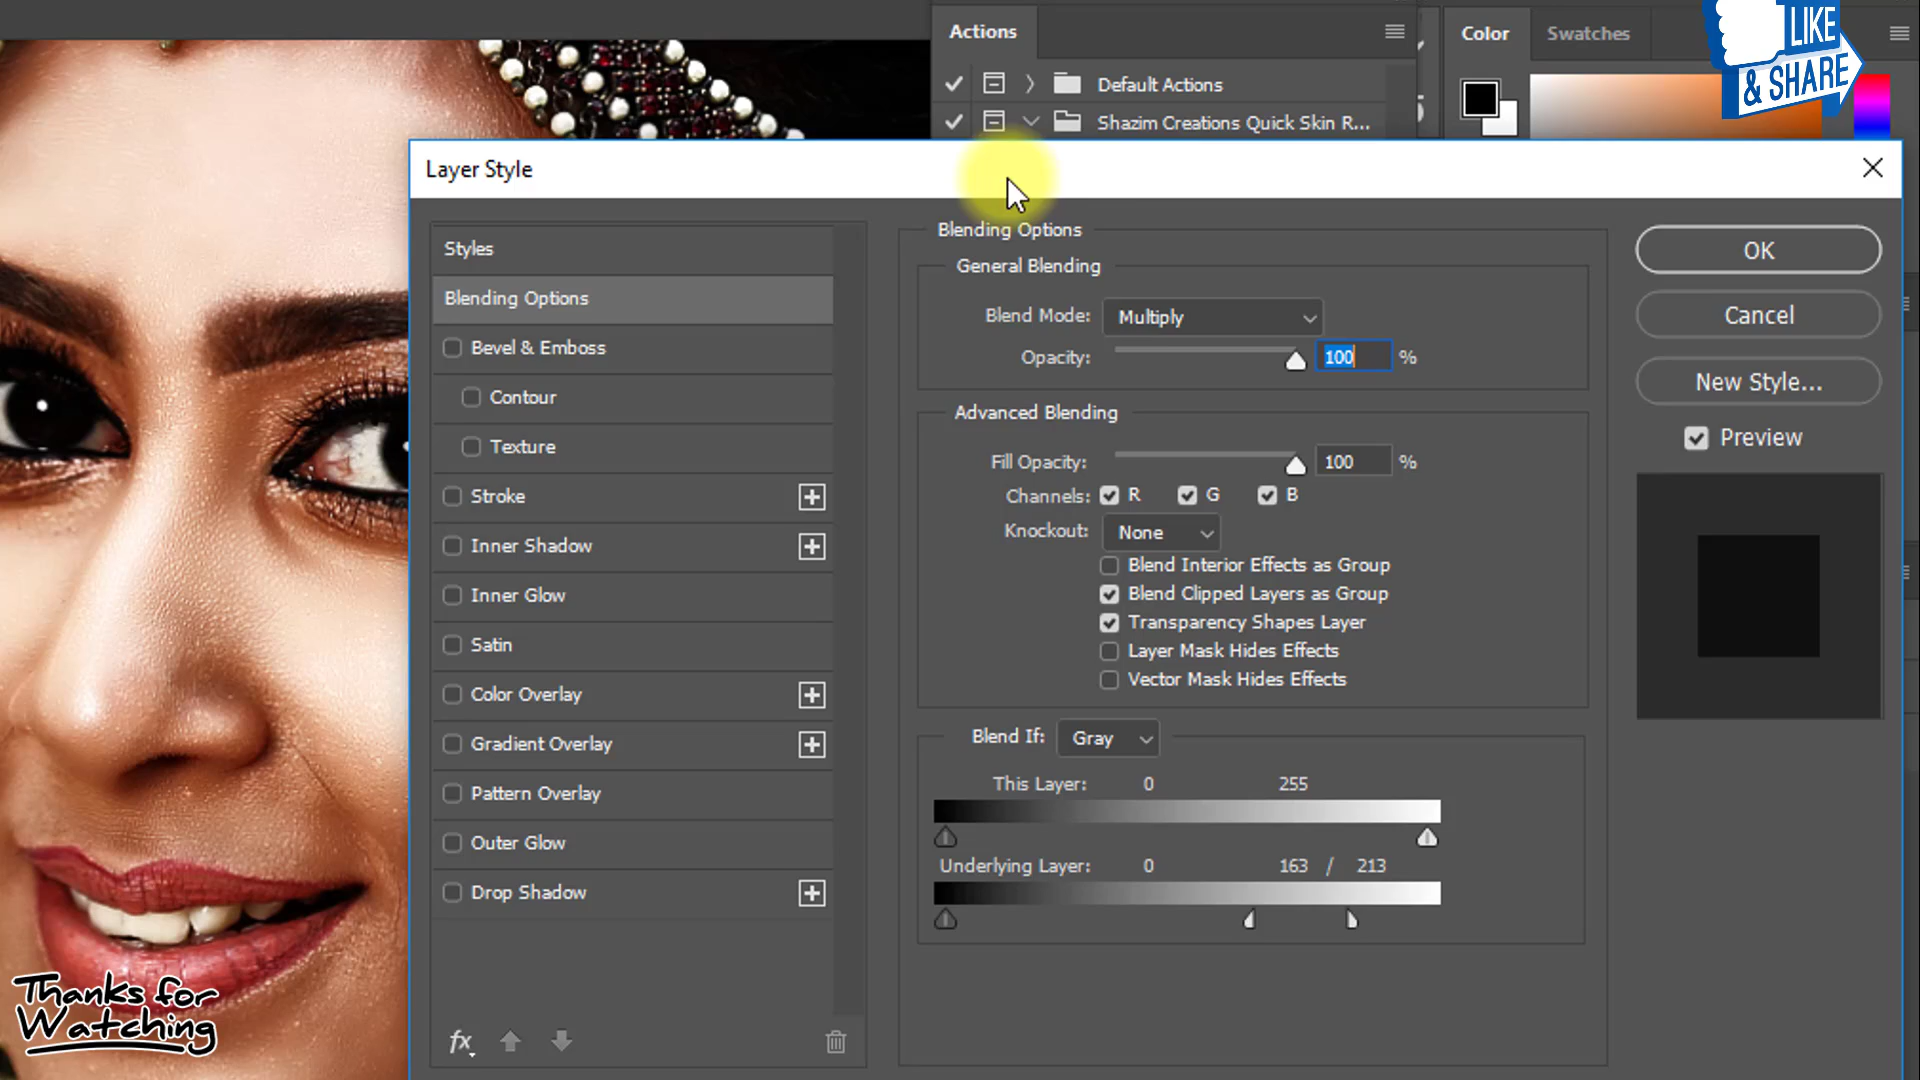 Actions
Color
Swatches
LIKE
& SHARE
Default Actions
Shazim Creations Quick Skin R...
Layer Style
Styles
Blending Options
Bevel & Emboss
Contour
Texture
Stroke
Inner Shadow
Inner Glow
Satin
Color Overlay
Gradient Overlay
Pattern Overlay
Outer Glow
Drop Shadow
fx
Blending Options
General Blending
Blend Mode: Multiply
Opacity: 100 %
Advanced Blending
Fill Opacity: 100 %
Channels: R G B
Knockout: None
Blend Interior Effects as Group
Blend Clipped Layers as Group
Transparency Shapes Layer
Layer Mask Hides Effects
Vector Mask Hides Effects
Blend If: Gray
This Layer: 0 255
Underlying Layer: 0 163 / 213
OK
Cancel
New Style...
Preview
Thanks for
Watching